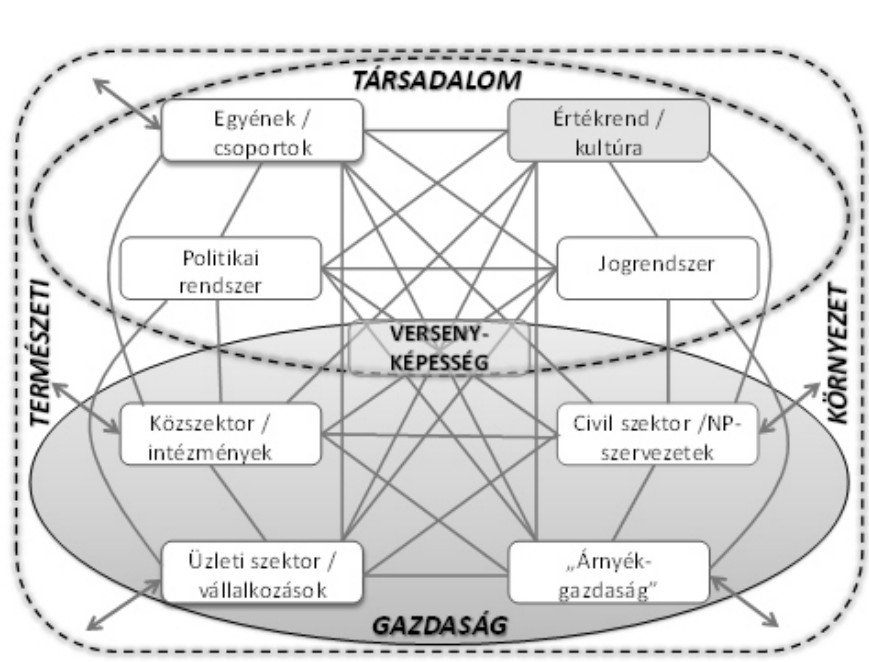 TÁRSADALOM
Egyének /
csoportok
Értékrend /
kultúra
Politikai
rendszer
Jogrendszer
TERMÉSZETI
KÖRNYEZET
VERSENY-
KÉPESSÉG
Közszektor /
intézmények
Civil szektor /NP-
szervezetek
Üzleti szektor /
vállalkozások
„Árnyék-
gazdaság”
GAZDASÁG